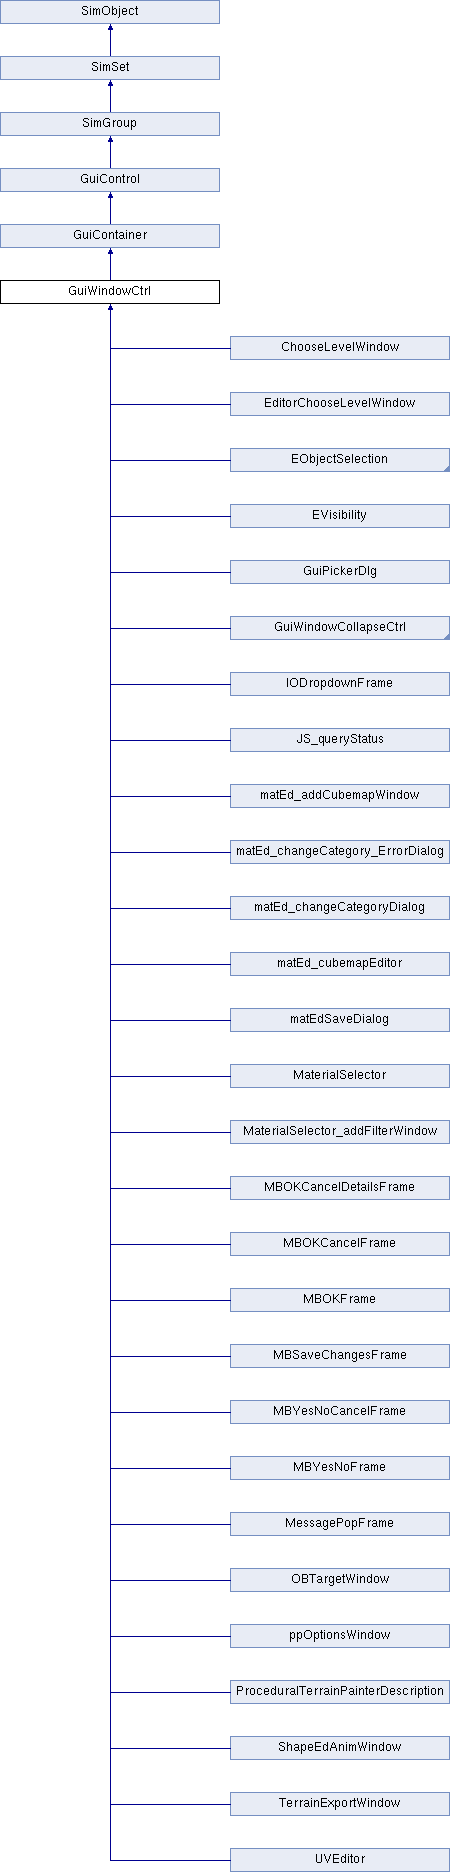 SimObject
SimSet
SimGroup
GuiControl
GuiContainer
GuiWindowCtrl
ChooseLevelWindow
EditorChooseLevelWindow
EObjectSelection
EVisibility
GuiPickerDlg
GuiWindowCollapseCtrl
IODropdownFrame
JS_queryStatus
matEd_addCubemapWindow
matEd_changeCategory_ErrorDialog
matEd_changeCategoryDialog
matEd_cubemapEditor
matEdSaveDialog
MaterialSelector
MaterialSelector_addFilterWindow
MBOKCancelDetailsFrame
MBOKCancelFrame
MBOKFrame
MBSaveChangesFrame
MBYesNoCancelFrame
MBYesNoFrame
MessagePopFrame
OBTargetWindow
ppOptionsWindow
ProceduralTerrainPainterDescription
ShapeEdAnimWindow
TerrainExportWindow
UVEditor